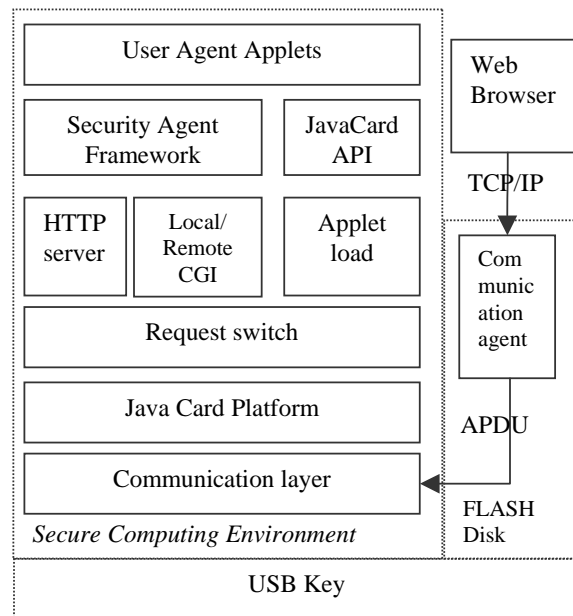 User Agent Applets
Security Agent
Framework
JavaCard
API
HTTP
server
Local/
Remote
CGI
Applet
load
Request switch
Java Card Platform
Communication layer
Secure Computing Environment
Web
Browser
TCP/IP
Com
munic
ation
agent
APDU
FLASH
Disk
USB Key